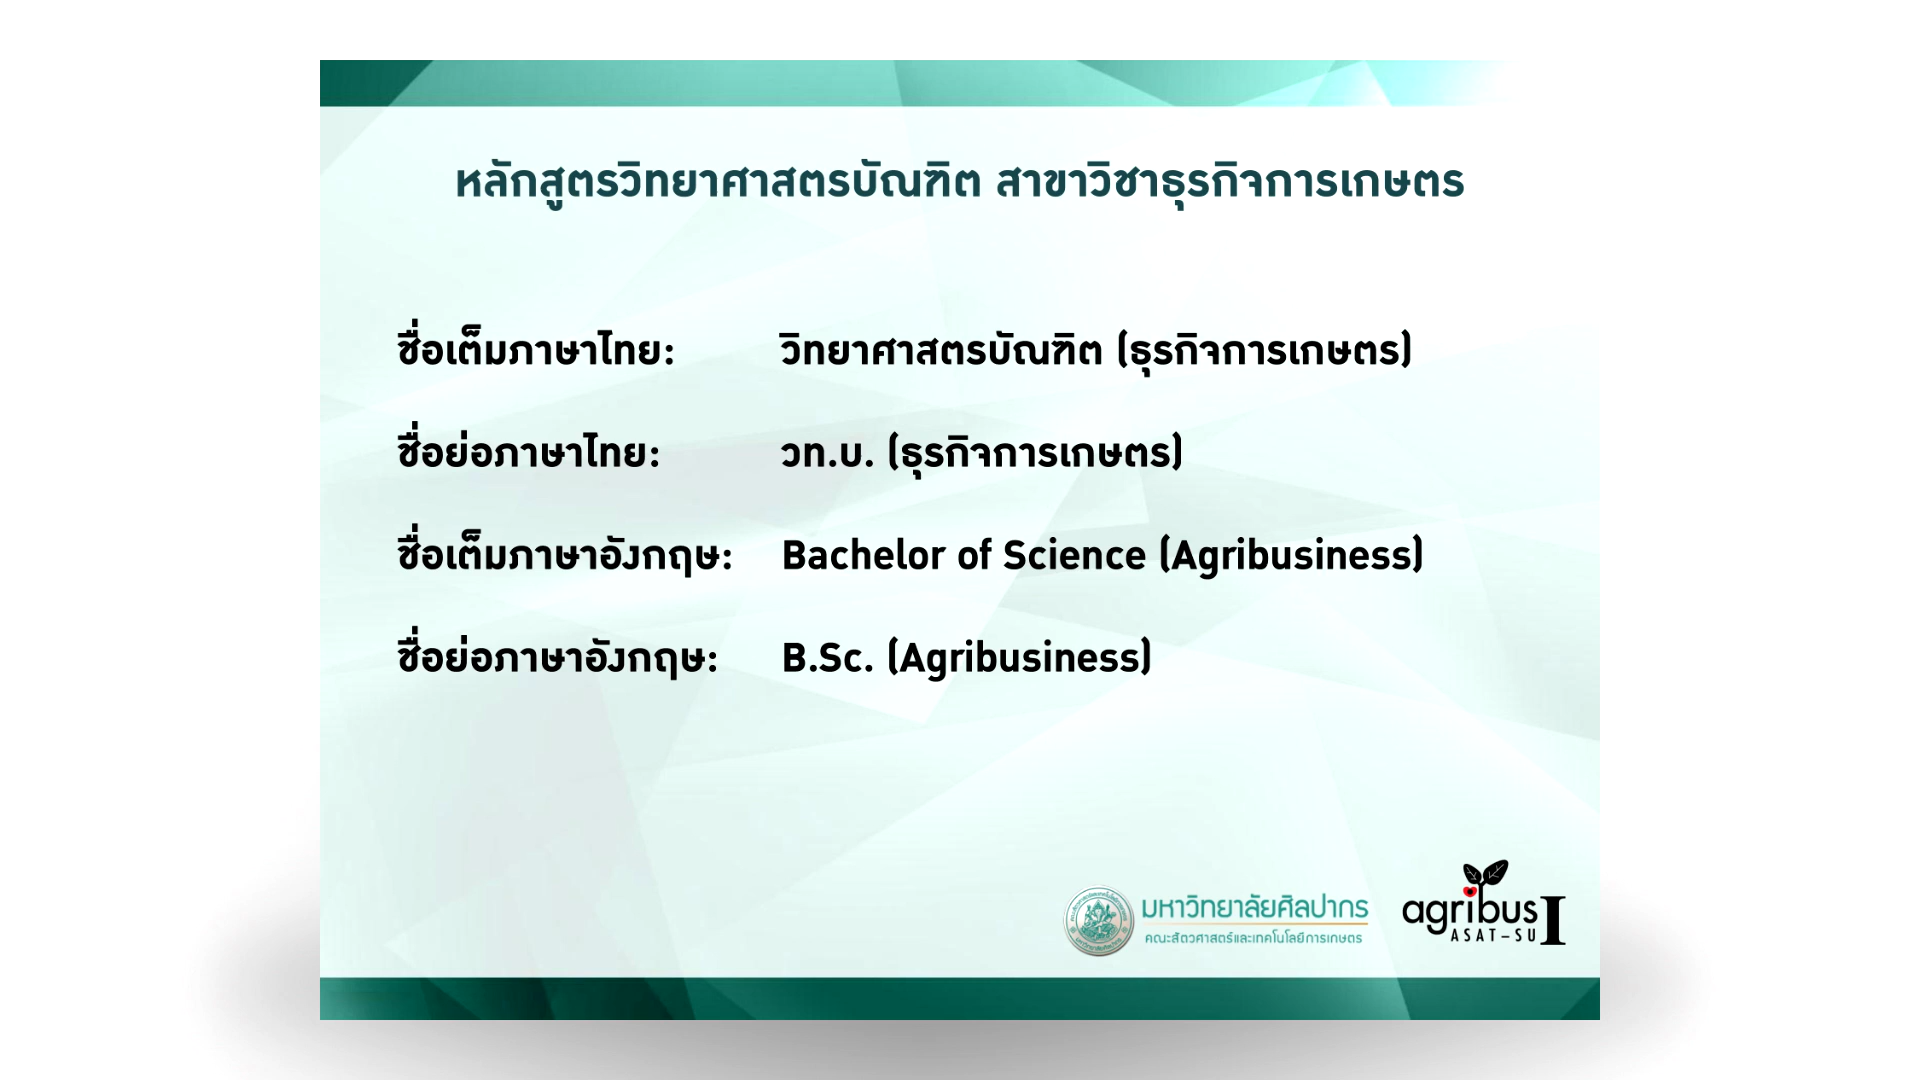 หลักสูตรวิทยาศาสตรบัณฑิต สาขาวิชาธุรกิจการเกษตร
ชื่อเต็มภาษาไทย: วิทยาศาสตรบัณฑิต (ธุรกิจการเกษตร)
ชื่อย่อภาษาไทย: วท.บ. (ธุรกิจการเกษตร)
ชื่อเต็มภาษาอังกฤษ: Bachelor of Science (Agribusiness)
ชื่อย่อภาษาอังกฤษ: B.Sc. (Agribusiness)
มหาวิทยาลัยศิลปากร
คณะสัตวศาสตร์และเทคโนโลยีการเกษตร
agribus I
ASAT-SU